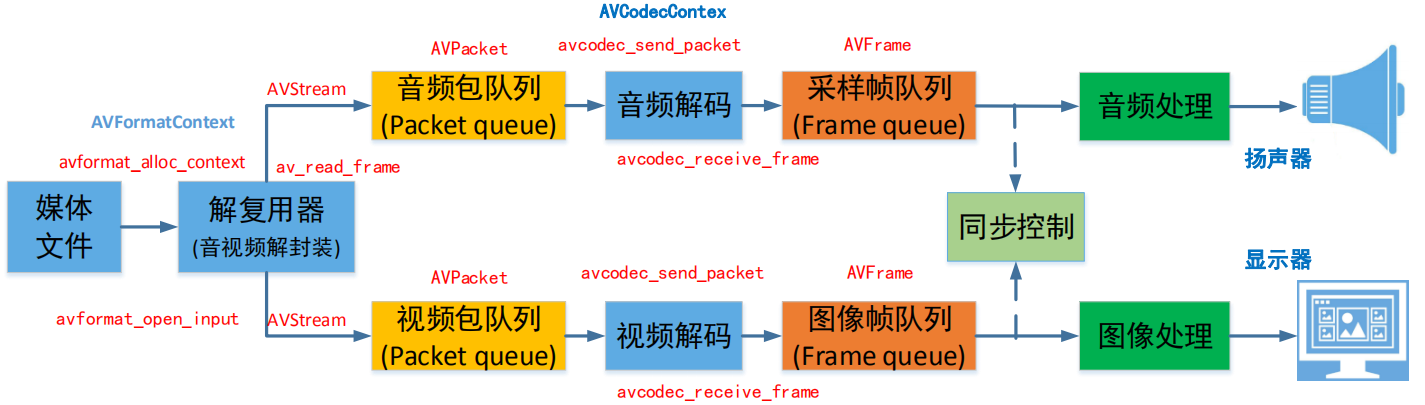 AVCodecContex
AVPacket
avcodec_send_packet
AVFrame
AVStream
音频包队列
(Packet queue)
音频解码
采样帧队列
(Frame queue)
音频处理
AVFormatContext
avformat_alloc_context
av_read_frame
avcodec_receive_frame
扬声器
媒体
文件
解复用器
(音视频解封装)
同步控制
AVPacket
avcodec_send_packet
AVFrame
显示器
avformat_open_input
AVStream
视频包队列
(Packet queue)
视频解码
图像帧队列
(Frame queue)
图像处理
avcodec_receive_frame